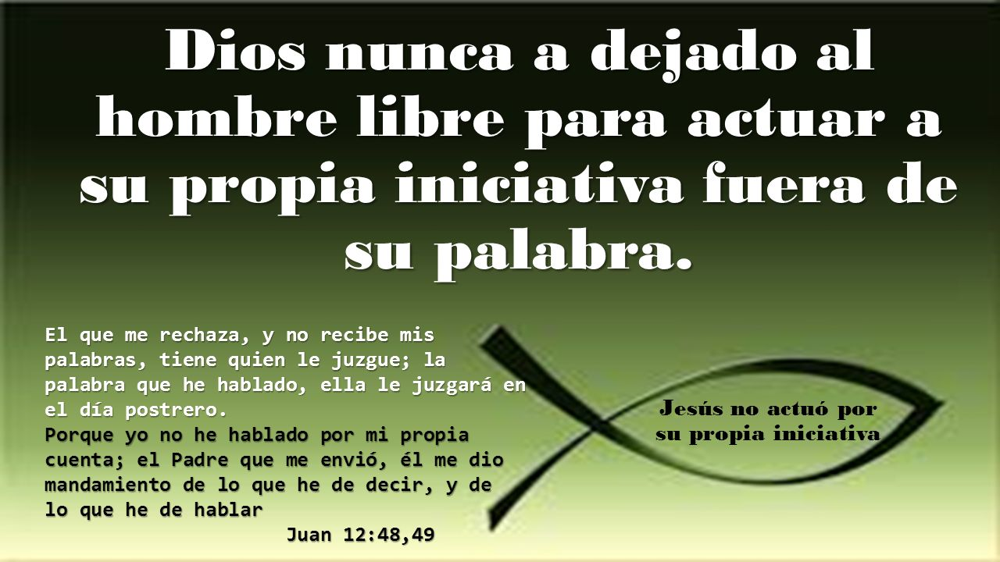 Dios nunca a dejado al
hombre libre para actuar a
su propia iniciativa fuera de
su palabra.
El que me rechaza, y no recibe mis
palabras, tiene quien le juzgue; la
palabra que he hablado, ella le juzgará en
el día postrero.
Porque yo no he hablado por mi propia
cuenta; el Padre que me envió, él me dio
mandamiento de lo que he de decir, y de
lo que he de hablar
Juan 12:48,49
Jesús no actuó por
su propia iniciativa